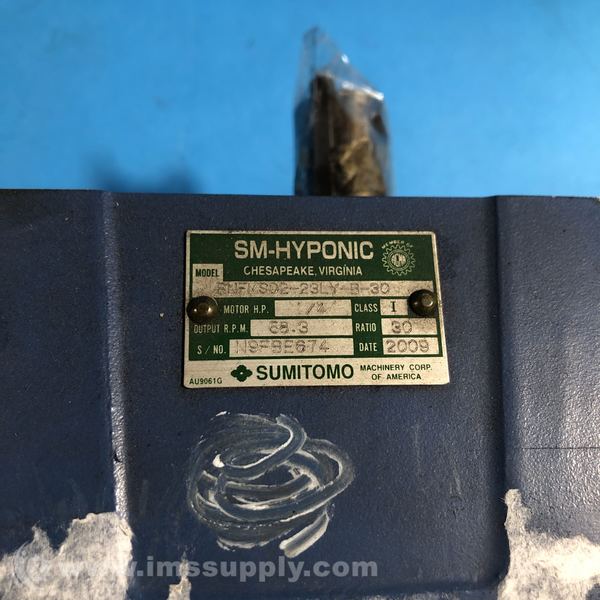 SM-HYPONIC
MEMBER OF
CHESAPEAKE, VIRGINIA
MODEL
MOTOR H.P. 1/4 CLASS I
OUTPUT R.P.M. 58.3 RATIO 30
S / NO. N9FBE674 DATE 2009
SUMITOMO MACHINERY CORP. OF AMERICA
AU9061G
© www.imssupply.com